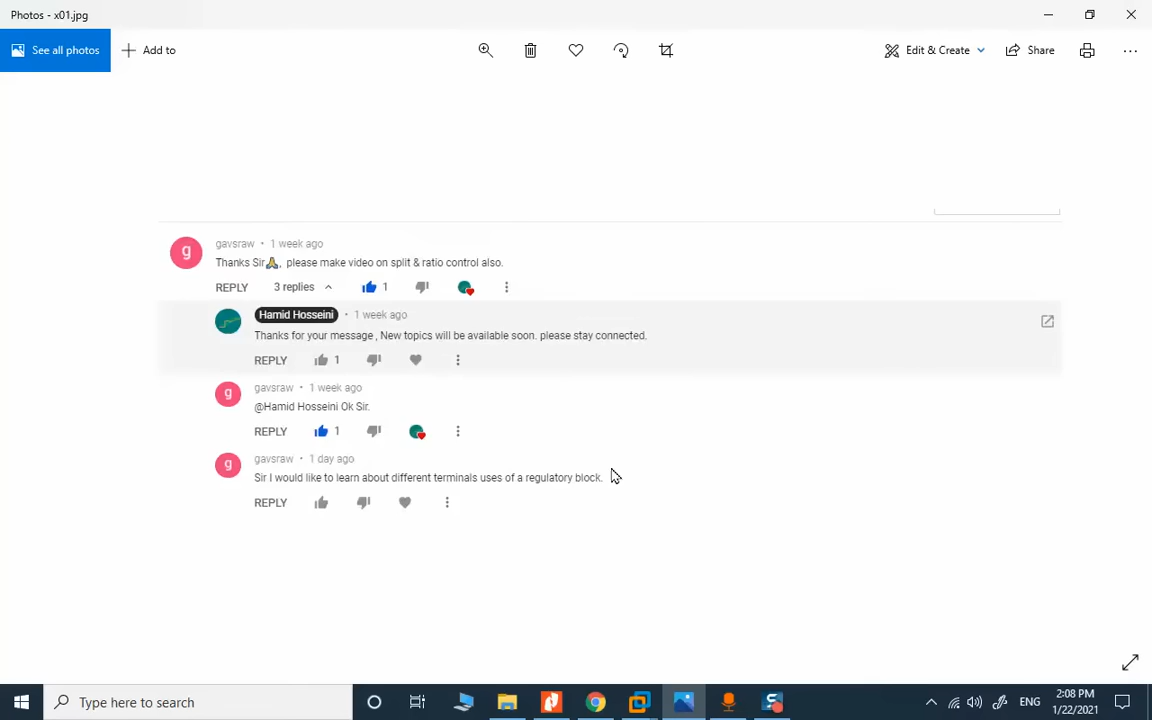 Photos - x01.jpg
See all photos
Add to
Edit & Create
Share
g
gavsraw • 1 week ago
Thanks Sir🙏, please make video on split & ratio control also.
REPLY 3 replies 1
Hamid Hosseini • 1 week ago
Thanks for your message , New topics will be available soon. please stay connected.
REPLY 1
g
gavsraw • 1 week ago
@Hamid Hosseini Ok Sir.
REPLY 1
g
gavsraw • 1 day ago
Sir I would like to learn about different terminals uses of a regulatory block.
REPLY
Type here to search
ENG
2:08 PM
1/22/2021